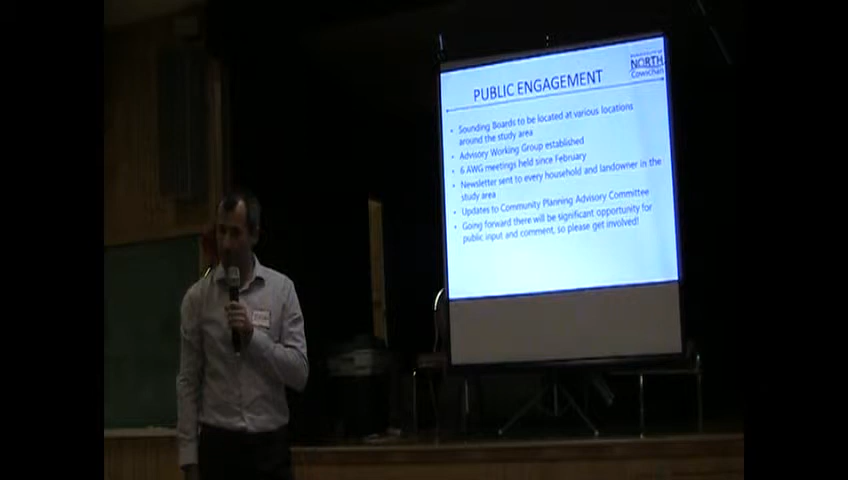 NORTH
Cowichan
PUBLIC ENGAGEMENT
• Sounding Boards to be located at various locations
around the study area
• Advisory Working Group established
• 6 AWG meetings held since February
• Newsletter sent to every household and landowner in the
study area
• Updates to Community Planning Advisory Committee
• Going forward there will be significant opportunity for
public input and comment, so please get involved!